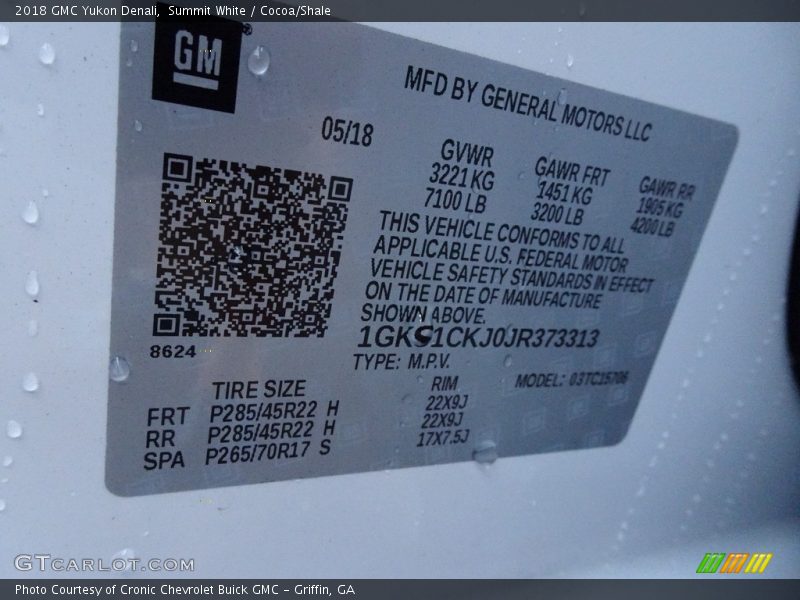 2018 GMC Yukon Denali, Summit White / Cocoa/Shale
GM®
MFD BY GENERAL MOTORS LLC
05/18
GVWR GAWR FRT GAWR RR
3221 KG 1451 KG 1905 KG
7100 LB 3200 LB 4200 LB
THIS VEHICLE CONFORMS TO ALL
APPLICABLE U.S. FEDERAL MOTOR
VEHICLE SAFETY STANDARDS IN EFFECT
ON THE DATE OF MANUFACTURE
SHOWN ABOVE.
1GKS1CKJ0JR373313
8624
TYPE: M.P.V.
MODEL: 03TC15706
TIRE SIZE RIM
FRT P285/45R22 H 22X9J
RR P285/45R22 H 22X9J
SPA P265/70R17 S 17X7.5J
GTCARLOT.COM
Photo Courtesy of Cronic Chevrolet Buick GMC – Griffin, GA